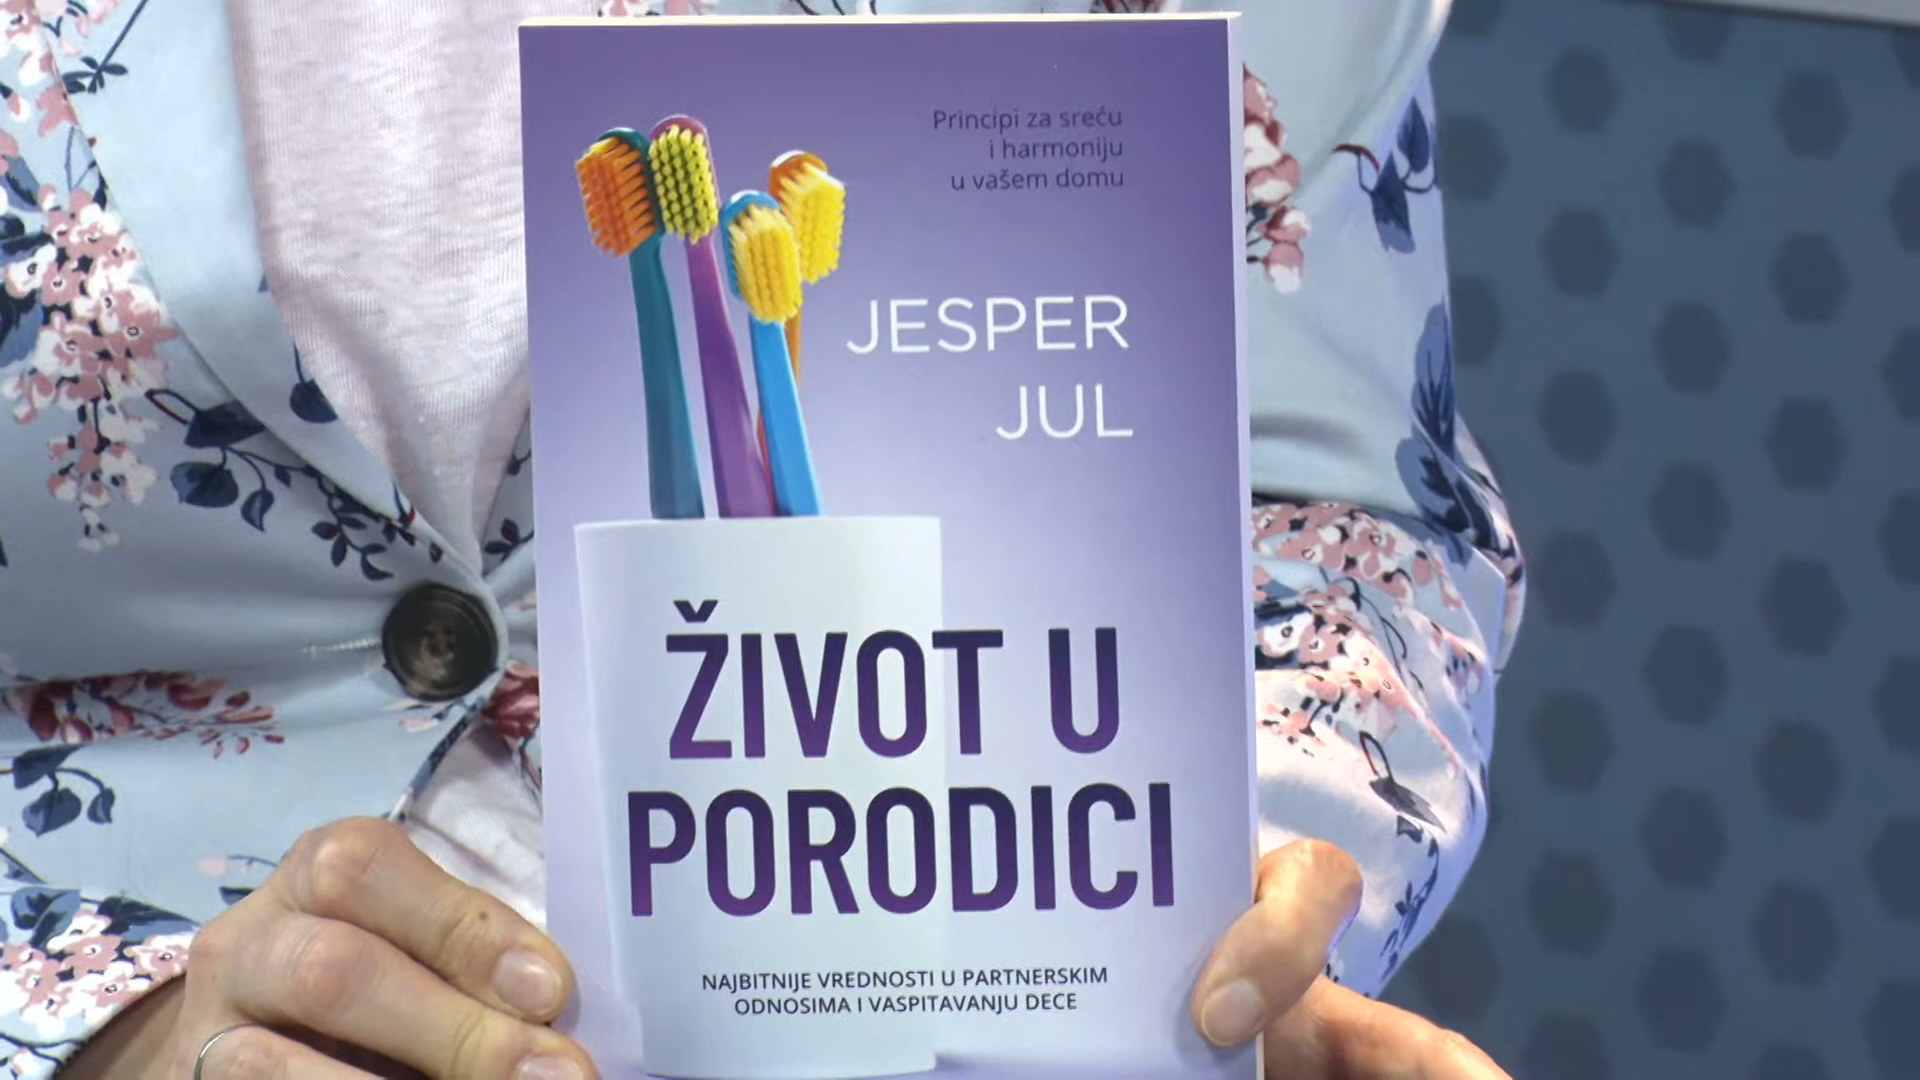 Principi za sreću
i harmoniju
u vašem domu
JESPER
JUL
ŽIVOT U
PORODICI
NAJBITNIJE VREDNOSTI U PARTNERSKIM
ODNOSIMA I VASPITAVANJU DECE